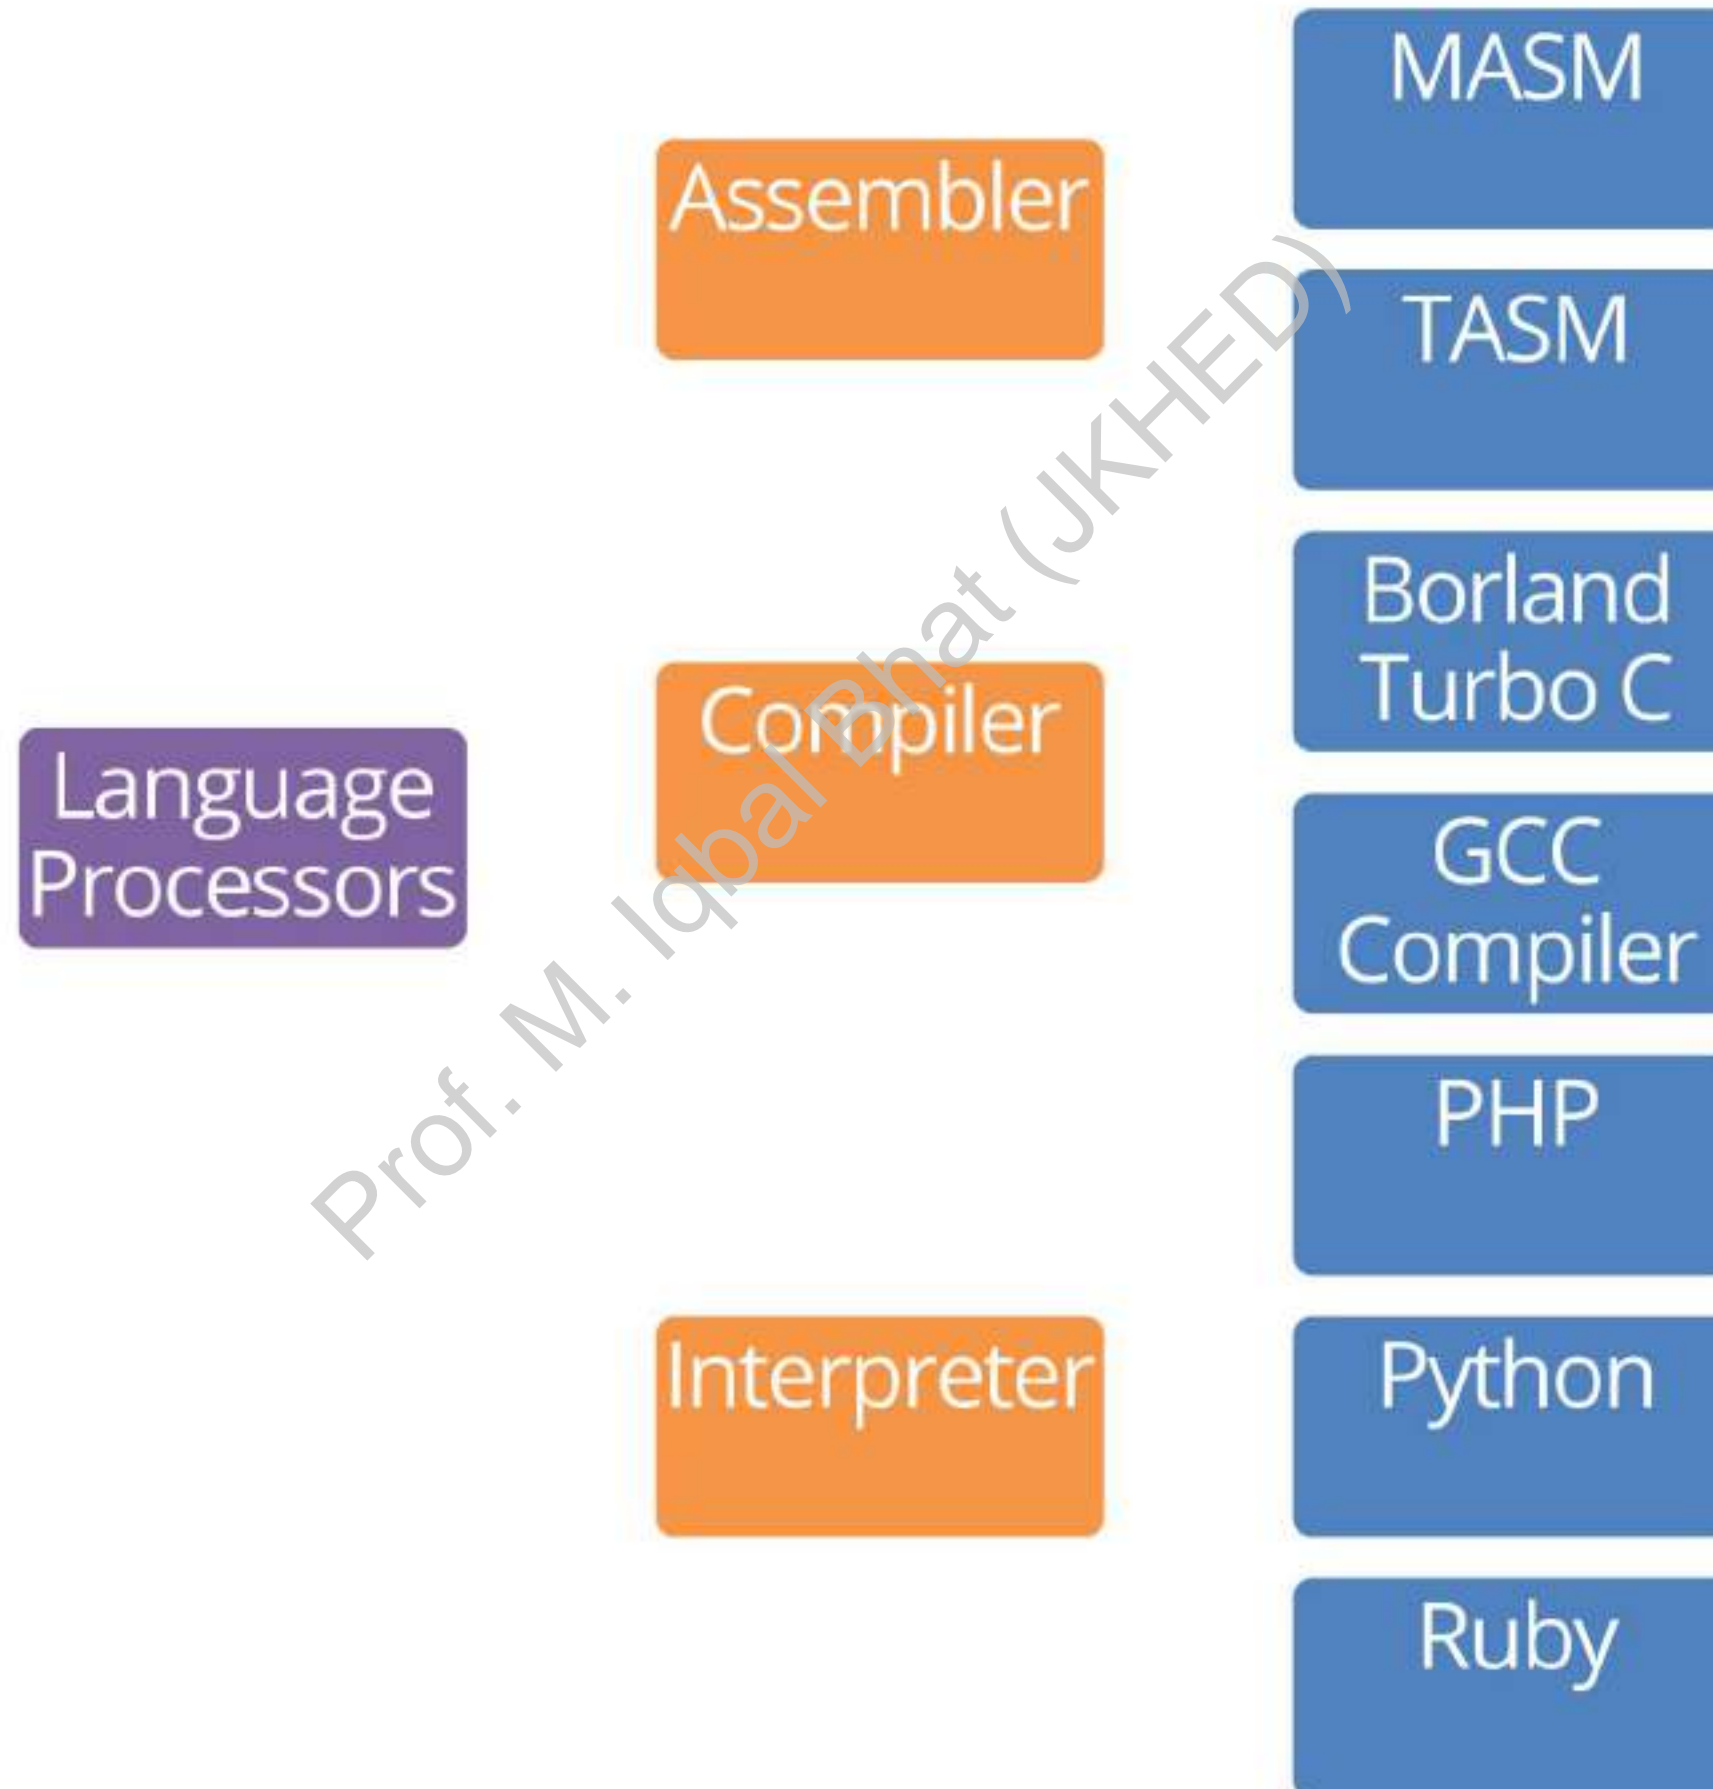 MASM
Assembler
TASM
Borland
Turbo C
Compiler
Language
Processors
GCC
Compiler
PHP
Interpreter
Python
Ruby
Prof. M. Iqbal Bhat (JKHED)